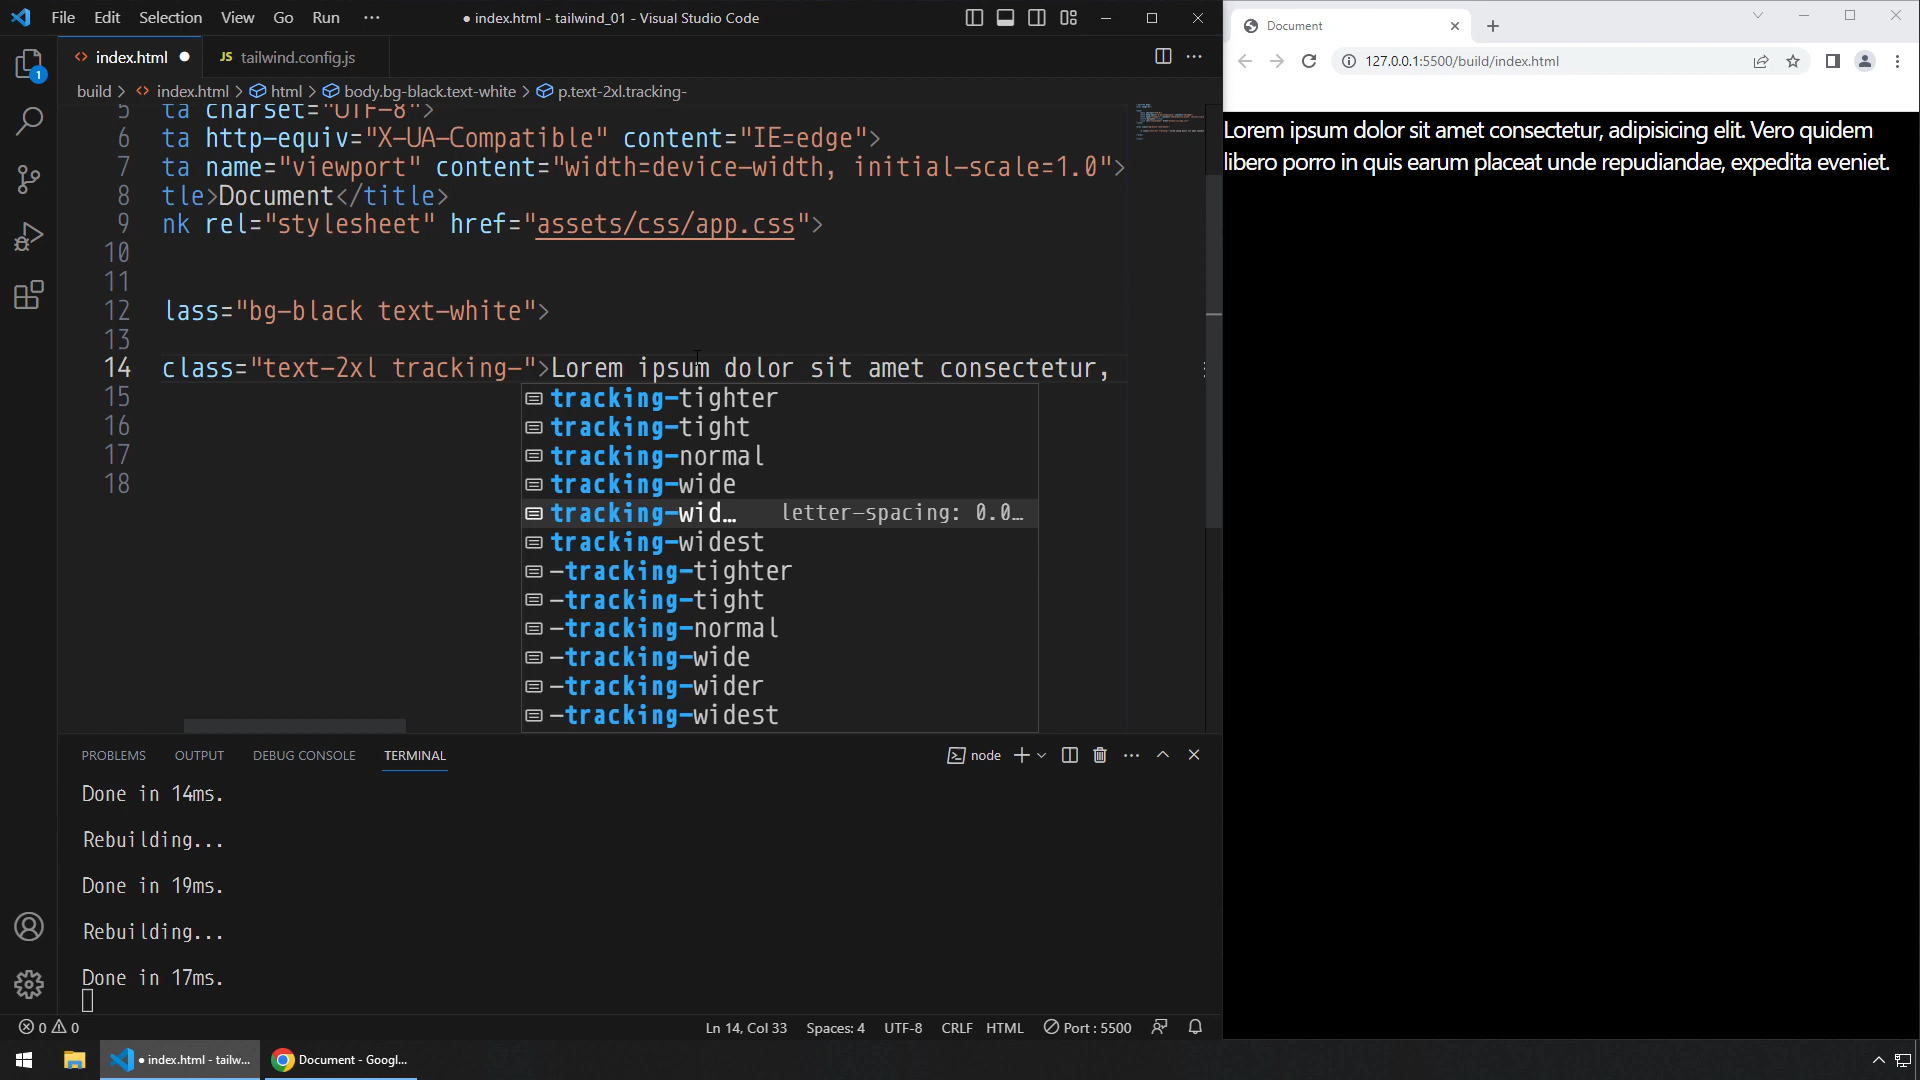 File Edit Selection View Go Run ··· ● index.html - tailwind_01 - Visual Studio Code
index.html ● JS tailwind.config.js
build > index.html > html > body.bg-black.text-white > p.text-2xl.tracking-
5 ta charset="UTF-8">
6 ta http-equiv="X-UA-Compatible" content="IE=edge">
7 ta name="viewport" content="width=device-width, initial-scale=1.0">
8 tle>Document</title>
9 nk rel="stylesheet" href="assets/css/app.css">
10
11
12 lass="bg-black text-white">
13
14 class="text-2xl tracking-">Lorem ipsum dolor sit amet consectetur,
15 tracking-tighter
16 tracking-tight
17 tracking-normal
18 tracking-wide
tracking-wid… letter-spacing: 0.0…
tracking-widest
-tracking-tighter
-tracking-tight
-tracking-normal
-tracking-wide
-tracking-wider
-tracking-widest
PROBLEMS OUTPUT DEBUG CONSOLE TERMINAL node
Done in 14ms.
Rebuilding...
Done in 19ms.
Rebuilding...
Done in 17ms.
0 0 Ln 14, Col 33 Spaces: 4 UTF-8 CRLF HTML Port : 5500
● index.html - tailw... Document - Googl...
1
Document
127.0.0.1:5500/build/index.html
Lorem ipsum dolor sit amet consectetur, adipisicing elit. Vero quidem
libero porro in quis earum placeat unde repudiandae, expedita eveniet.